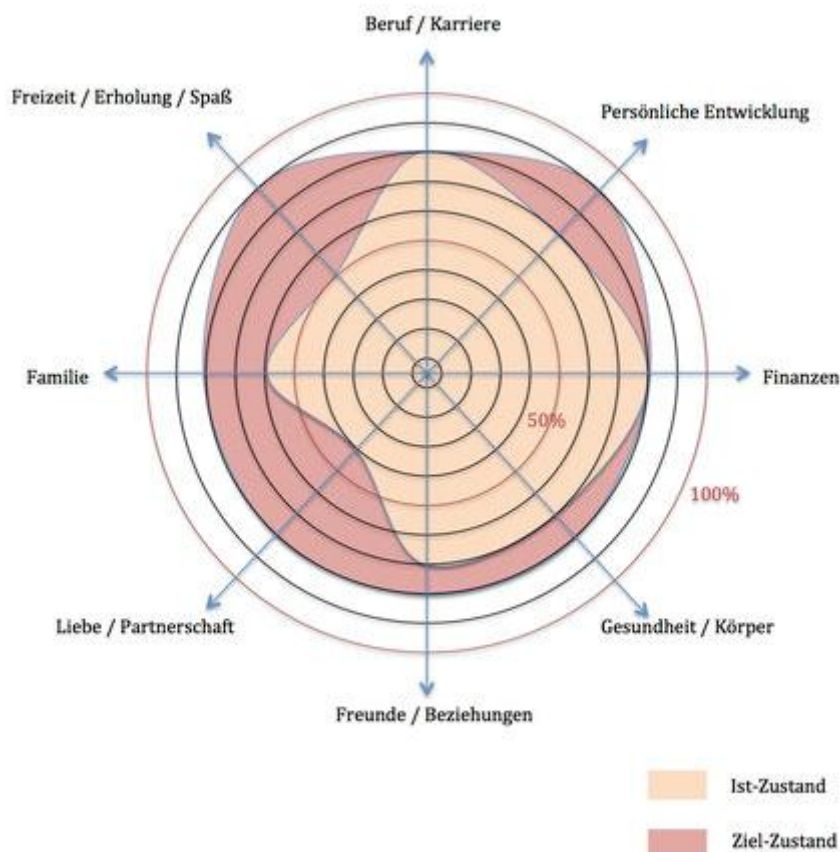 Beruf / Karriere
Freizeit / Erholung / Spaß
Persönliche Entwicklung
Familie
Finanzen
50%
100%
Liebe / Partnerschaft
Gesundheit / Körper
Freunde / Beziehungen
Ist-Zustand
Ziel-Zustand